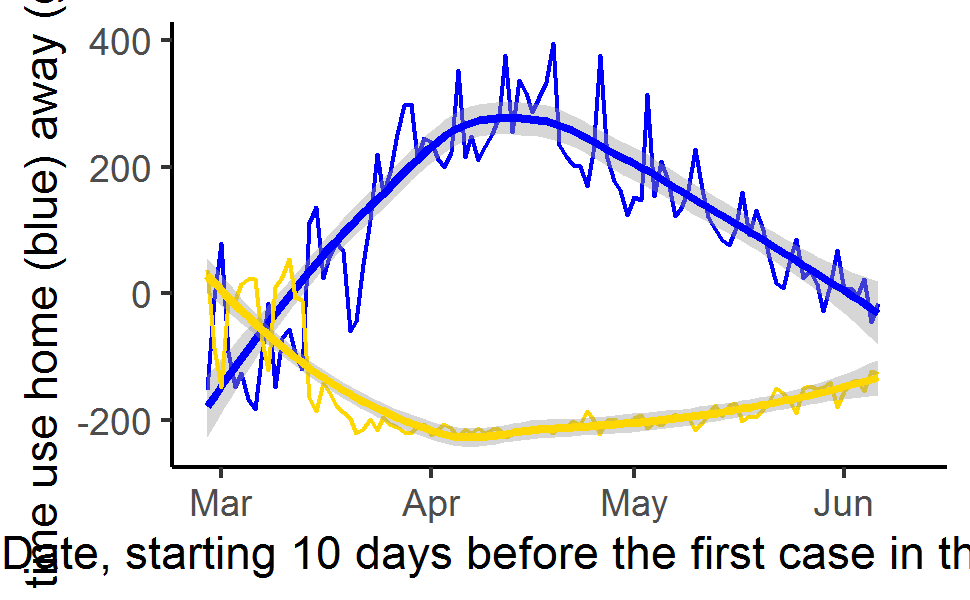 time use home (blue) away (
400
200
0
-200
Mar Apr May Jun
Date, starting 10 days before the first case in th